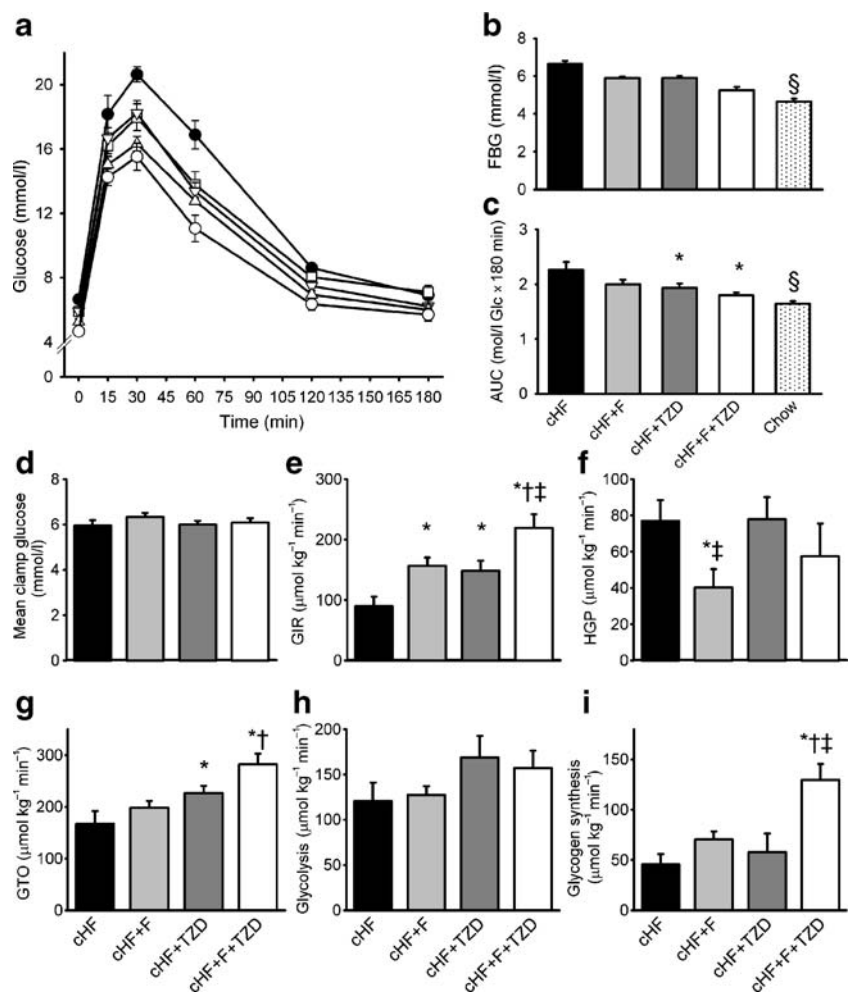 a
Glucose (mmol/l)
20
16
12
8
4
0
0 15 30 45 60 75 90 105 120 135 150 165 180
Time (min)
b
FBG (mmol/l)
8
6
4
2
0
§
c
AUC (mol/l Glc x 180 min)
3
2
1
0
* * §
cHF cHF+F cHF+TZD cHF+F+TZD Chow
d
Mean clamp glucose
(mmol/l)
8
6
4
2
0
e
GIR (µmol kg⁻¹ min⁻¹)
300
200
100
0
* * *†‡
f
HGP (µmol kg⁻¹ min⁻¹)
100
80
60
40
20
0
*‡
g
GTO (µmol kg⁻¹ min⁻¹)
400
300
200
100
0
* *†
cHF cHF+F cHF+TZD cHF+F+TZD
h
Glycolysis (µmol kg⁻¹ min⁻¹)
250
200
150
100
50
0
cHF cHF+F cHF+TZD cHF+F+TZD
i
Glycogen synthesis
(µmol kg⁻¹ min⁻¹)
200
150
100
50
0
*†‡
cHF cHF+F cHF+TZD cHF+F+TZD